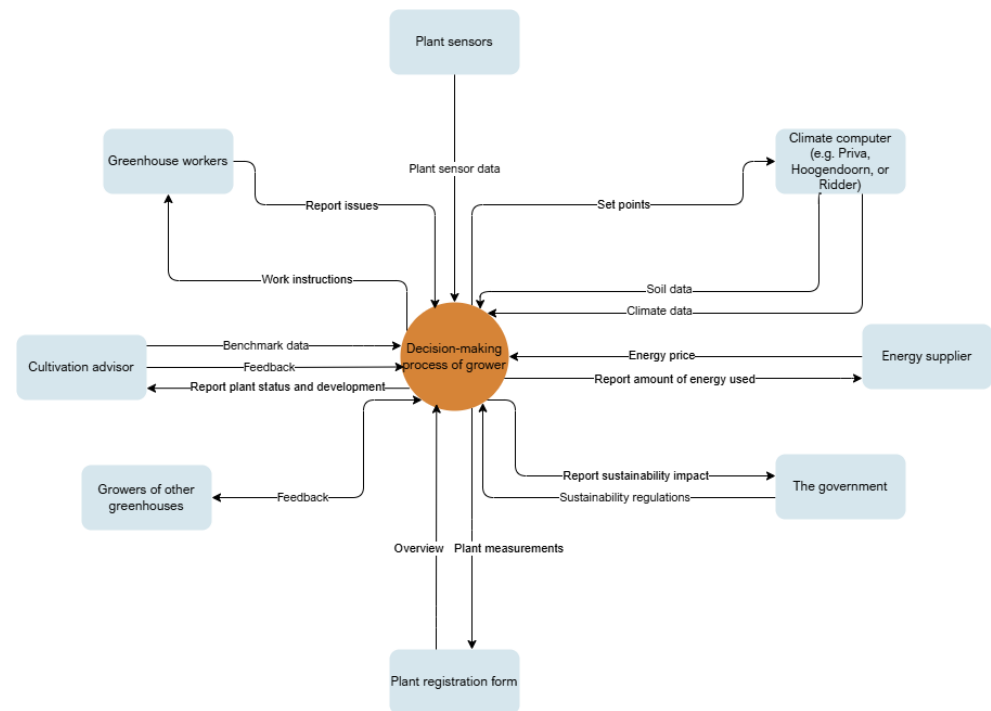 Plant sensors
Greenhouse workers
Climate computer
(e.g. Priva,
Hoogendoorn, or
Ridder)
Plant sensor data
Report issues
Set points
Work instructions
Soil data
Climate data
Cultivation advisor
Benchmark data
Feedback
Report plant status and development
Decision-making
process of grower
Energy price
Report amount of energy used
Energy supplier
Growers of other
greenhouses
Feedback
Report sustainability impact
Sustainability regulations
The government
Overview
Plant measurements
Plant registration form